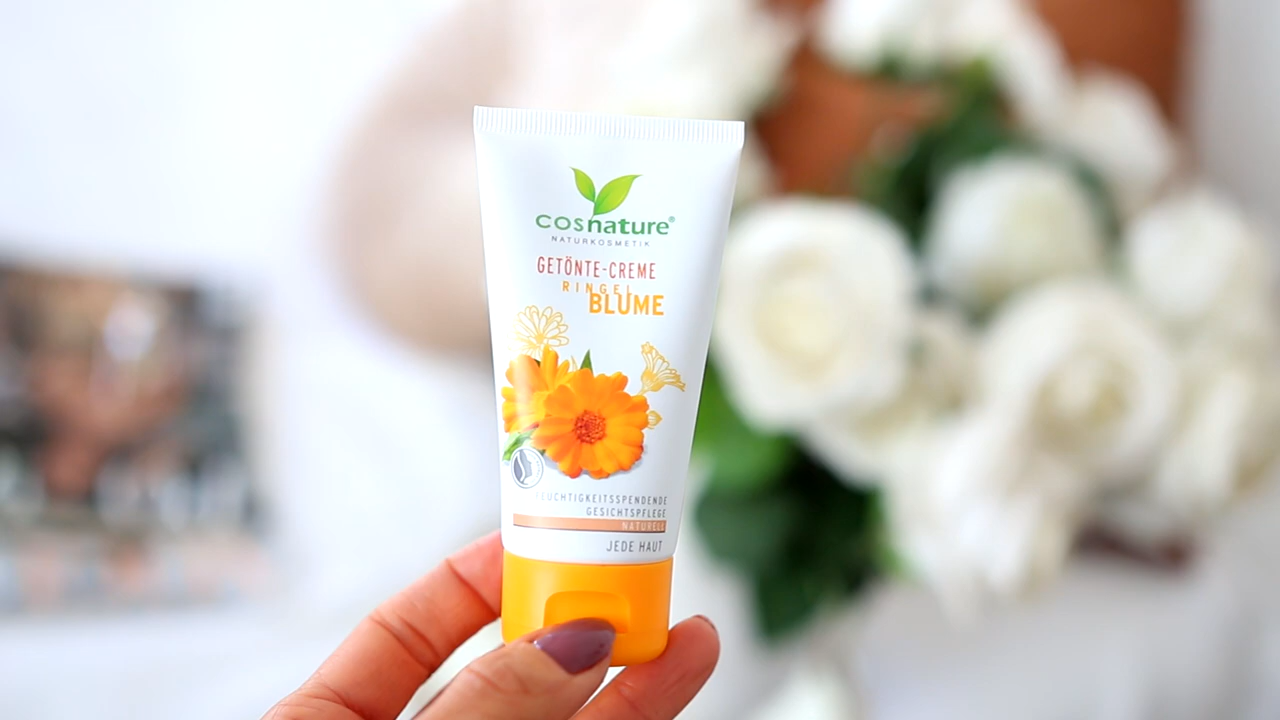 cosnature®
NATURKOSMETIK
GETÖNTE-CREME
RINGEL
BLUME
FEUCHTIGKEITSSPENDENDE
GESICHTSPFLEGE
NATURELL
JEDE HAUT